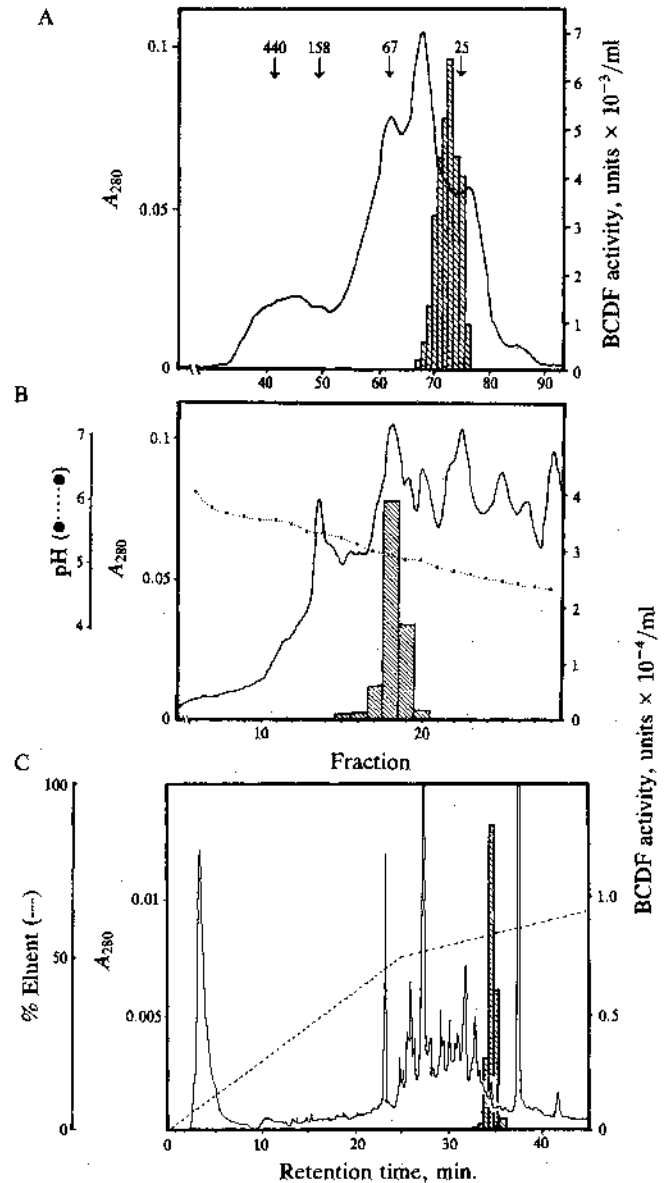 A
0.1
0.05
0
A280
440
158
67
25
7
6
5
4
3
2
1
0
BCDF activity, units × 10⁻³/ml
40 50 60 70 80 90
B
7
6
5
4
pH (●······●)
0.1
0.05
0
A280
4
3
2
1
0
10 20
Fraction
BCDF activity, units × 10⁻⁴/ml
C
100
50
0
% Eluent (---)
0.01
0.005
A280
1.0
0.5
0
0 10 20 30 40
Retention time, min.